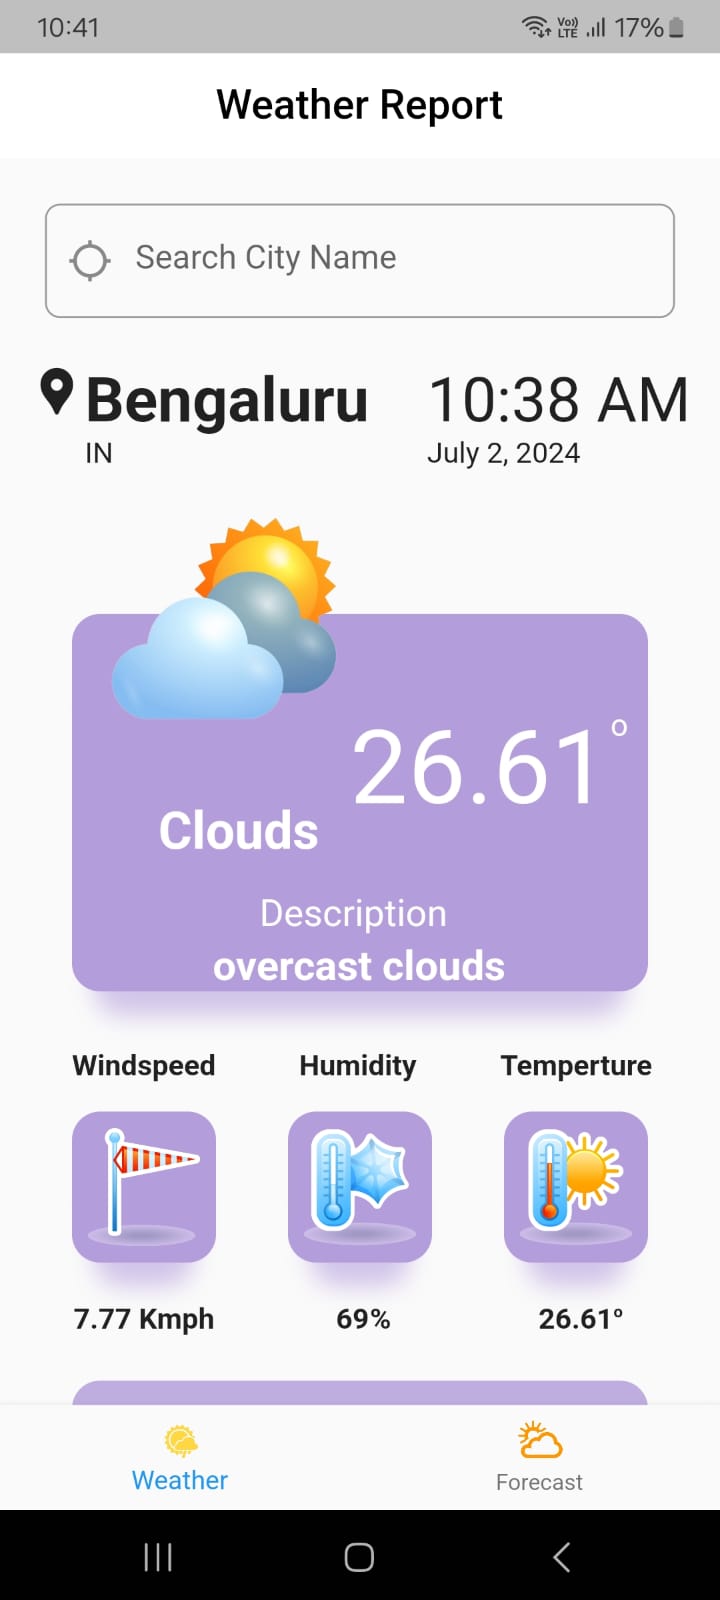 10:41
Vo))
LTE
17%
Weather Report
Search City Name
Bengaluru
10:38 AM
IN
July 2, 2024
26.61°
Clouds
Description
overcast clouds
Windspeed
Humidity
Temperture
7.77 Kmph
69%
26.61°
Weather
Forecast